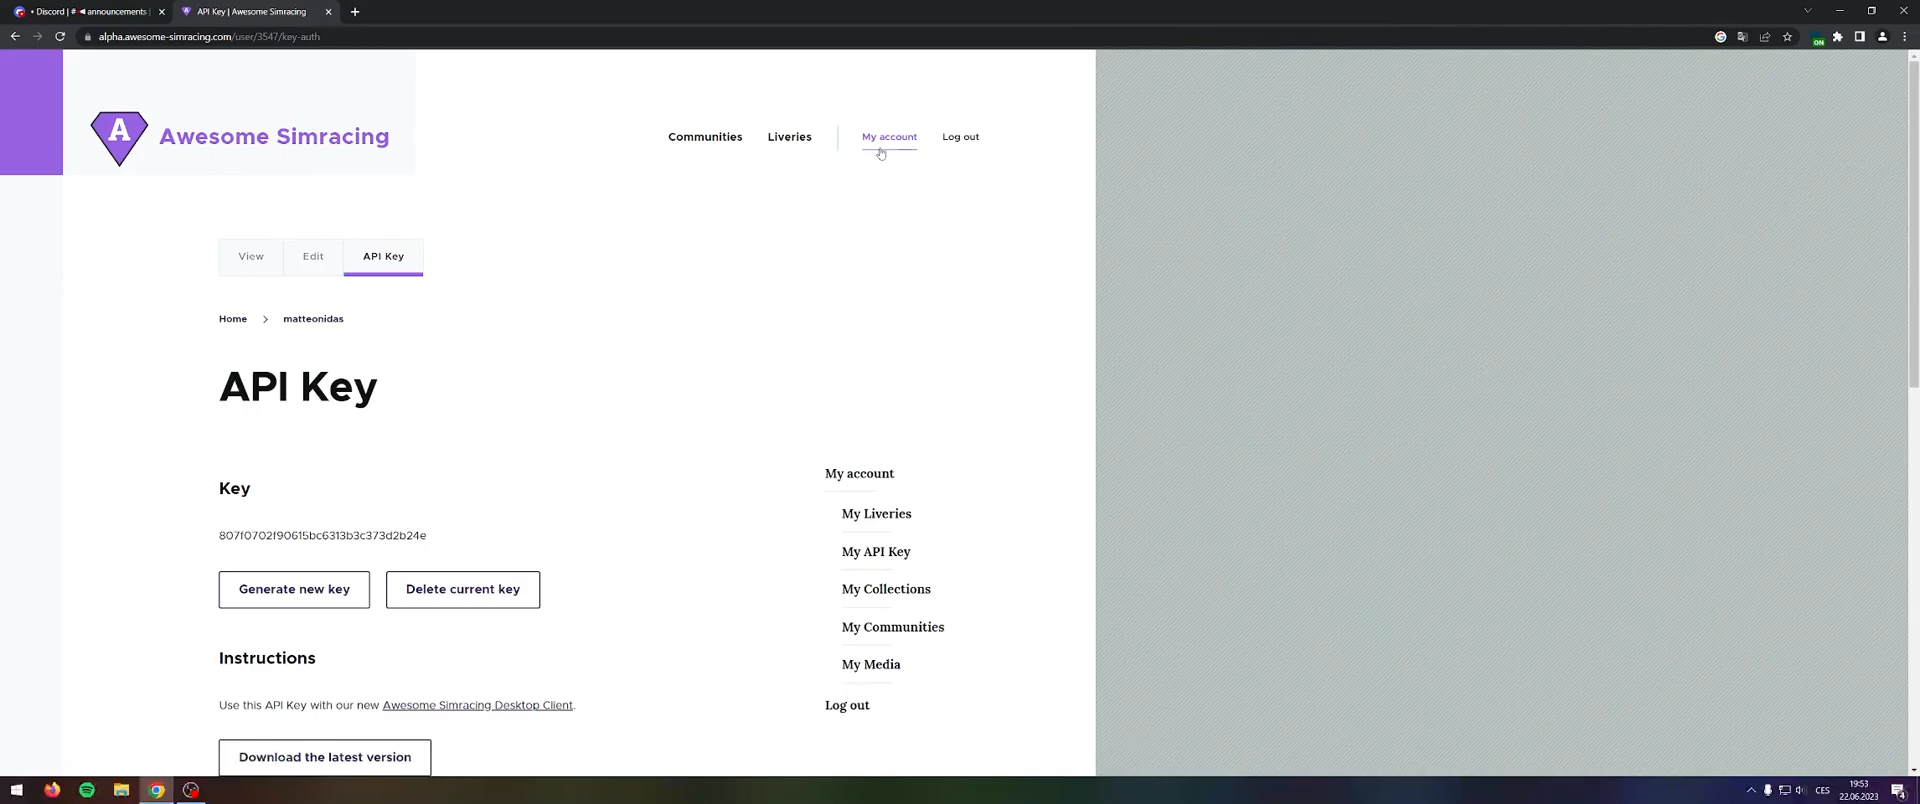 Discord | # announcements |
API Key | Awesome Simracing
alpha.awesome-simracing.com/user/3547/key-auth
ON
A
Awesome Simracing
Communities
Liveries
My account
Log out
View
Edit
API Key
Home > matteonidas
API Key
Key
807f0702f90615bc6313b3c373d2b24e
Generate new key
Delete current key
Instructions
Use this API Key with our new Awesome Simracing Desktop Client.
Download the latest version
My account
My Liveries
My API Key
My Collections
My Communities
My Media
Log out
CES
19:53
22.06.2023
4